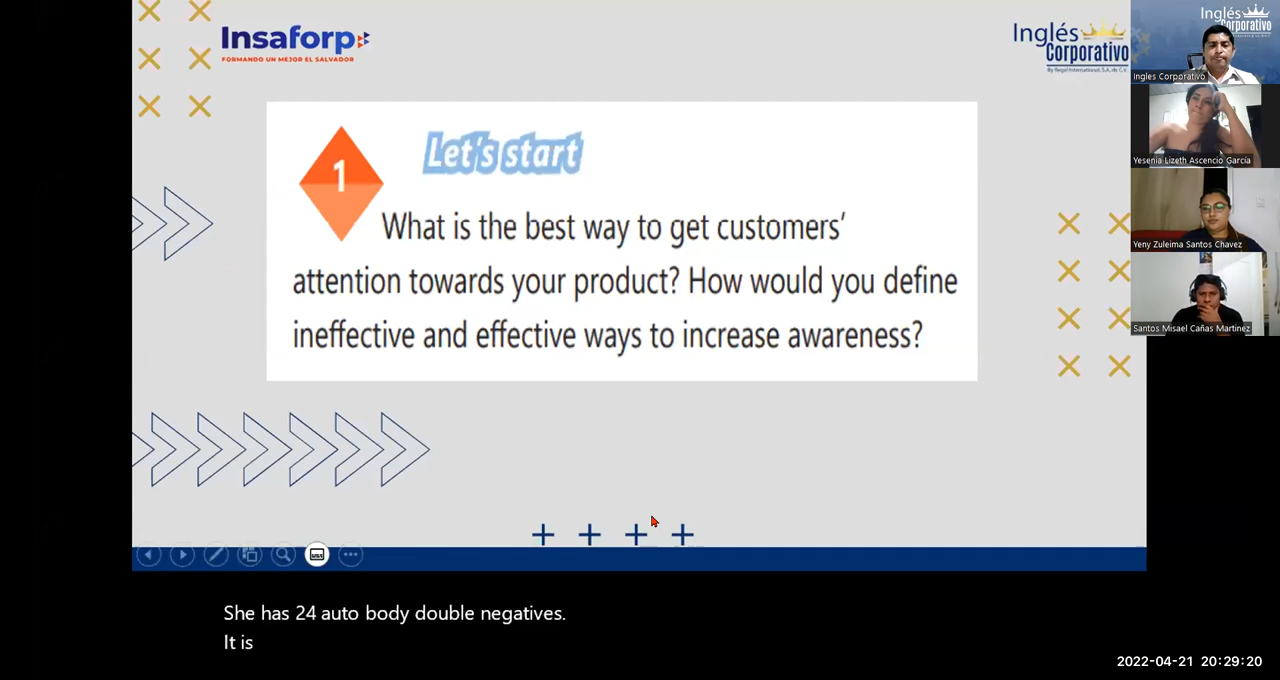 Insaforp
FORMANDO UN MEJOR EL SALVADOR
Inglés
Corporativo
By Regal International, S.A. de C.V.
1
Let's start
What is the best way to get customers'
attention towards your product? How would you define
ineffective and effective ways to increase awareness?
She has 24 auto body double negatives.
It is
Inglés
Corporativo
Ingles Corporativo
Yesenia Lizeth Ascencio García
Yeny Zuleima Santos Chavez
Santos Misael Cañas Martinez
2022-04-21 20:29:20